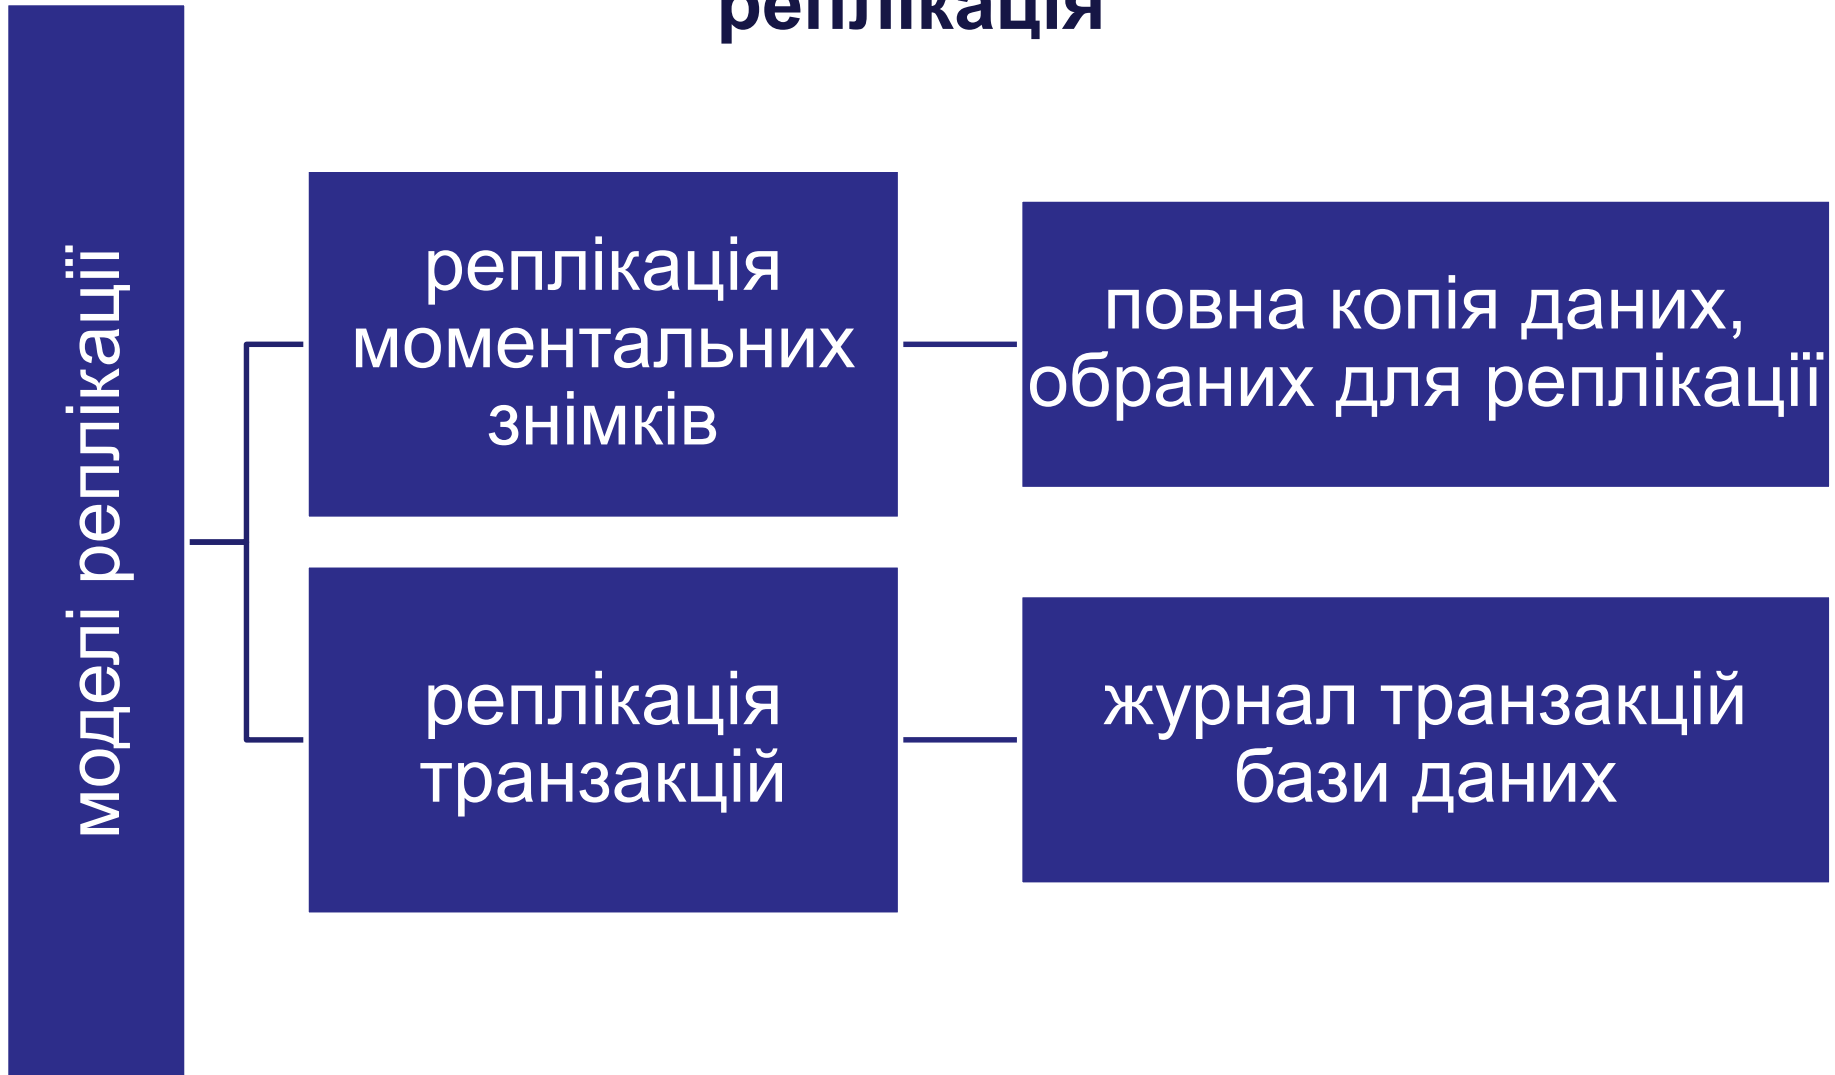 реплікація
моделі реплікації
реплікація
моментальних
знімків
повна копія даних,
обраних для реплікації
реплікація
транзакцій
журнал транзакцій
бази даних